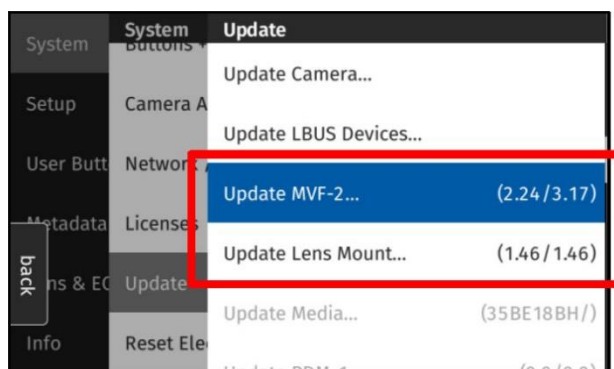 System
Setup
User Butt
Metadata
ns & EC
Info
back
System
Buttons +
Camera A
Network /
Licenses
Update
Reset Ele
Update
Update Camera...
Update LBUS Devices...
Update MVF-2... (2.24/3.17)
Update Lens Mount... (1.46/1.46)
Update Media... (35BE18BH/)